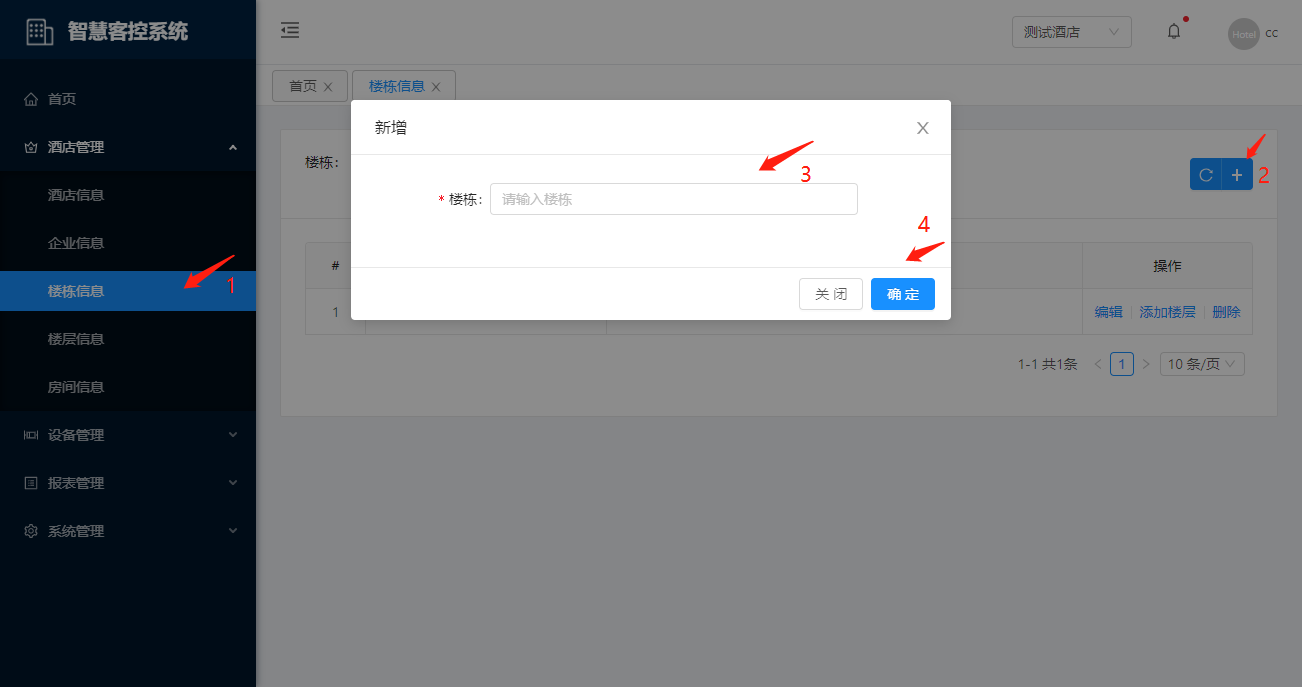 智慧客控系统
首页
酒店管理
酒店信息
企业信息
楼栋信息
楼层信息
房间信息
设备管理
报表管理
系统管理
测试酒店
Hotel
cc
首页
楼栋信息
楼栋:
2
新增
3
* 楼栋: 请输入楼栋
4
关 闭 确 定
1
# 操作
1 编辑 添加楼层 删除
1-1 共1条 1 10 条/页